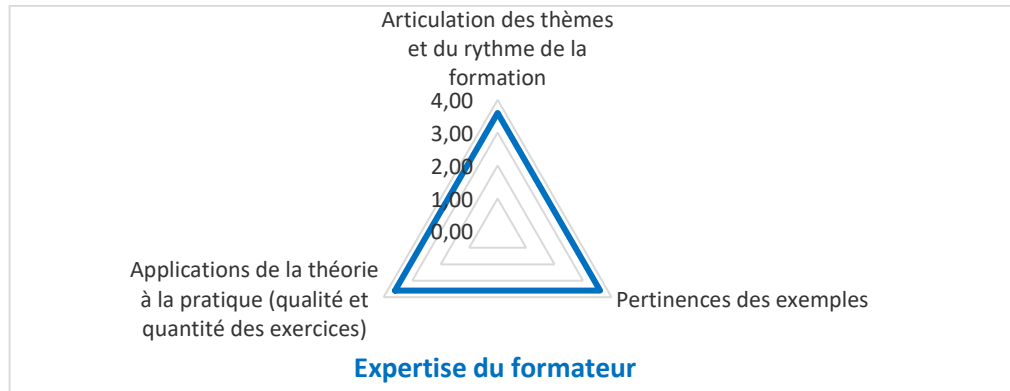 Articulation des thèmes
et du rythme de la
formation
4,00
3,00
2,00
1,00
0,00
Applications de la théorie
à la pratique (qualité et
quantité des exercices)
Pertinences des exemples
Expertise du formateur